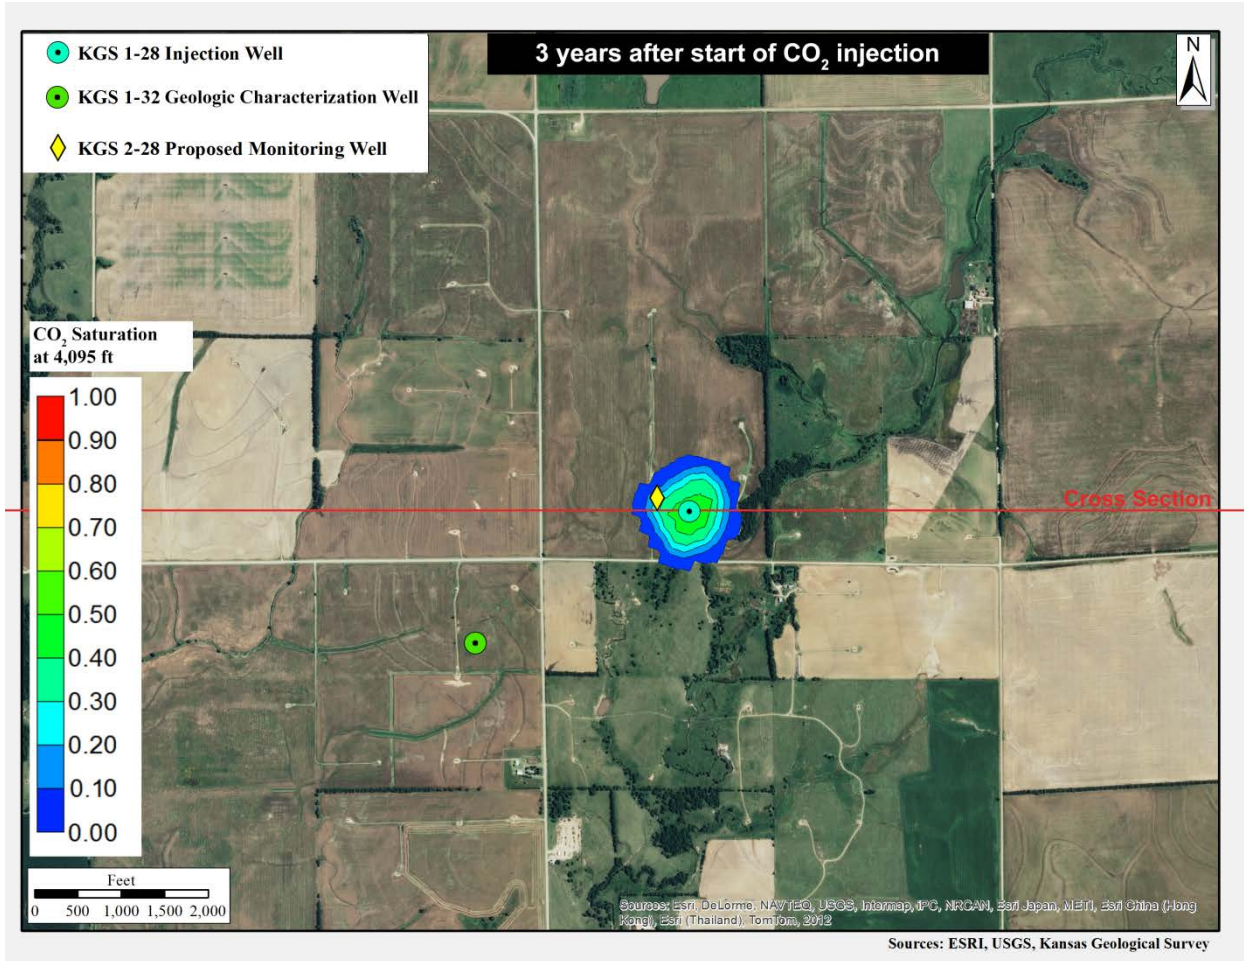 KGS 1-28 Injection Well
KGS 1-32 Geologic Characterization Well
KGS 2-28 Proposed Monitoring Well
3 years after start of CO₂ injection
N
CO₂ Saturation
at 4,095 ft
1.00
0.90
0.80
0.70
0.60
0.50
0.40
0.30
0.20
0.10
0.00
Cross Section
Feet
0 500 1,000 1,500 2,000
Sources: Esri, DeLorme, NAVTEQ, USGS, Intermap, iPC, NRCAN, Esri Japan, METI, Esri China (Hong
Kong), Esri (Thailand), TomTom, 2012
Sources: ESRI, USGS, Kansas Geological Survey